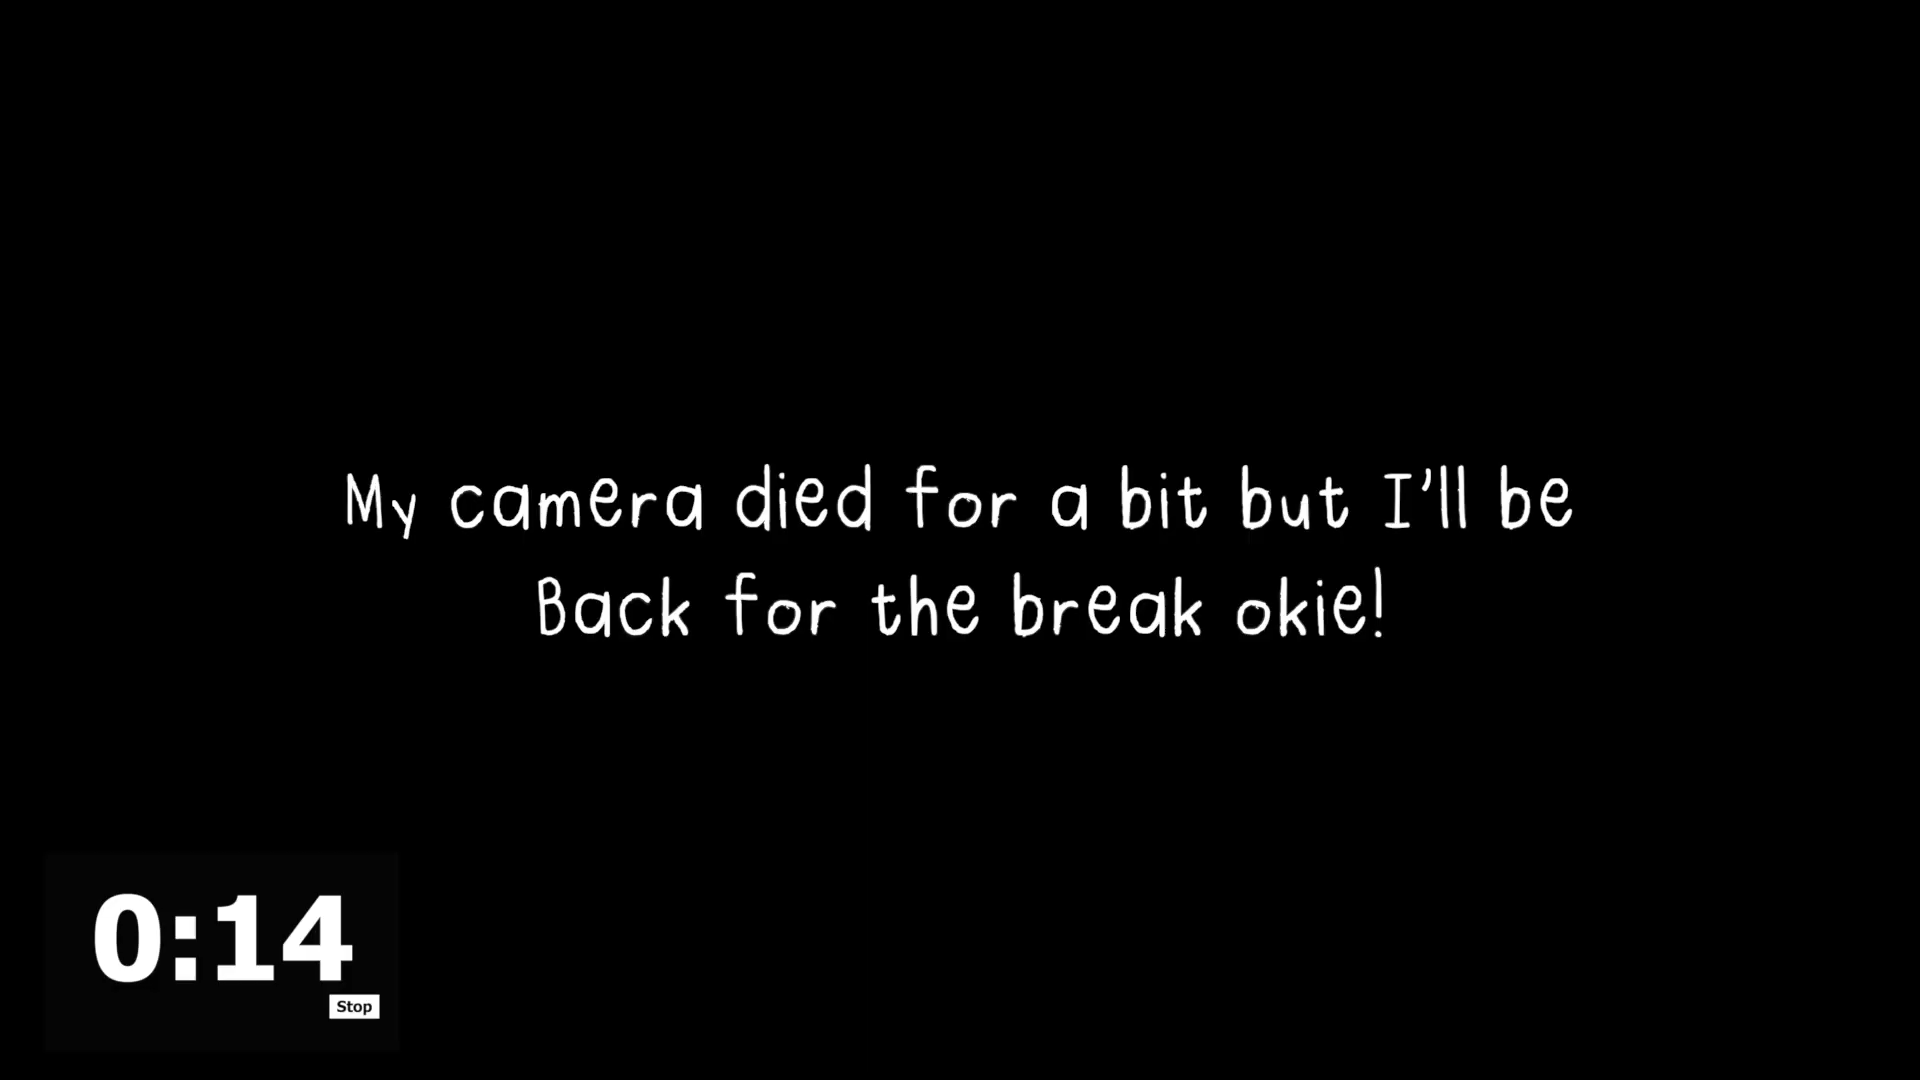 My camera died for a bit but I'll be
Back for the break okie!
0:14
Stop